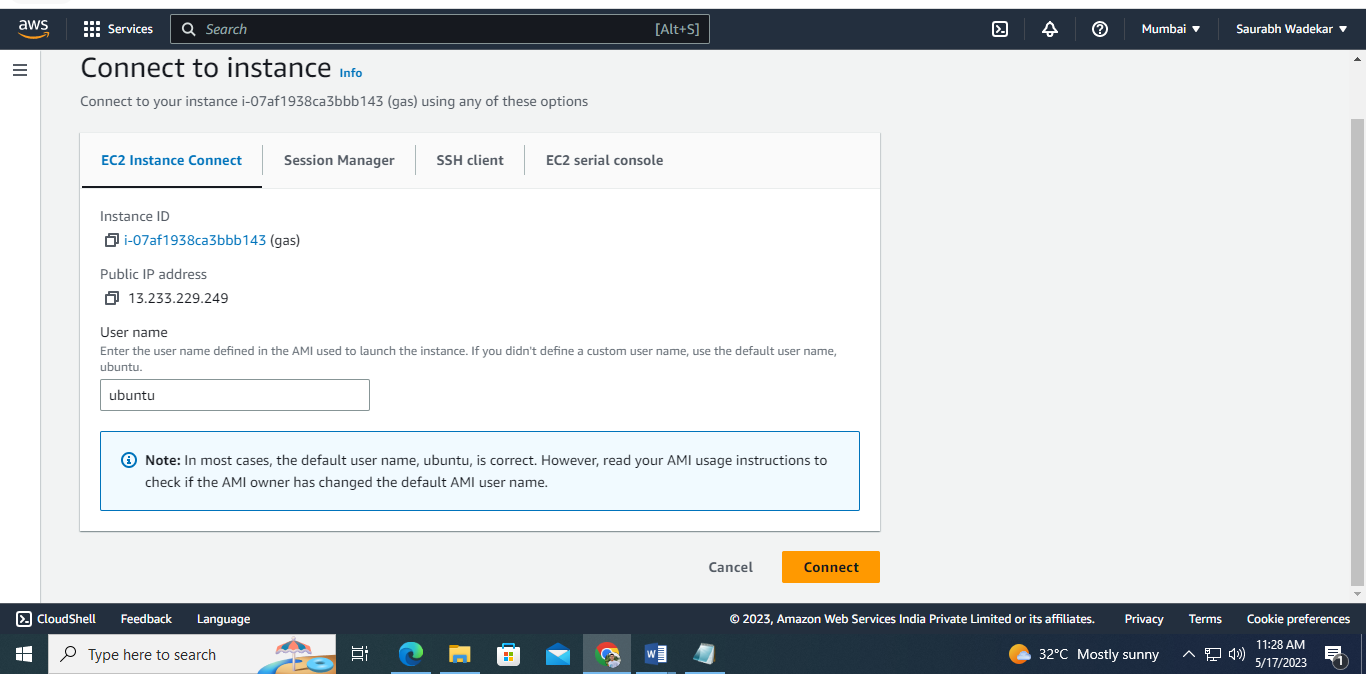 aws Services Search [Alt+S] Mumbai ▼ Saurabh Wadekar ▼
Connect to instance Info
Connect to your instance i-07af1938ca3bbb143 (gas) using any of these options
EC2 Instance Connect Session Manager SSH client EC2 serial console
Instance ID
i-07af1938ca3bbb143 (gas)
Public IP address
13.233.229.249
User name
Enter the user name defined in the AMI used to launch the instance. If you didn't define a custom user name, use the default user name,
ubuntu.
ubuntu
Note: In most cases, the default user name, ubuntu, is correct. However, read your AMI usage instructions to
check if the AMI owner has changed the default AMI user name.
Cancel Connect
CloudShell Feedback Language © 2023, Amazon Web Services India Private Limited or its affiliates. Privacy Terms Cookie preferences
Type here to search 32°C Mostly sunny 11:28 AM
5/17/2023 1